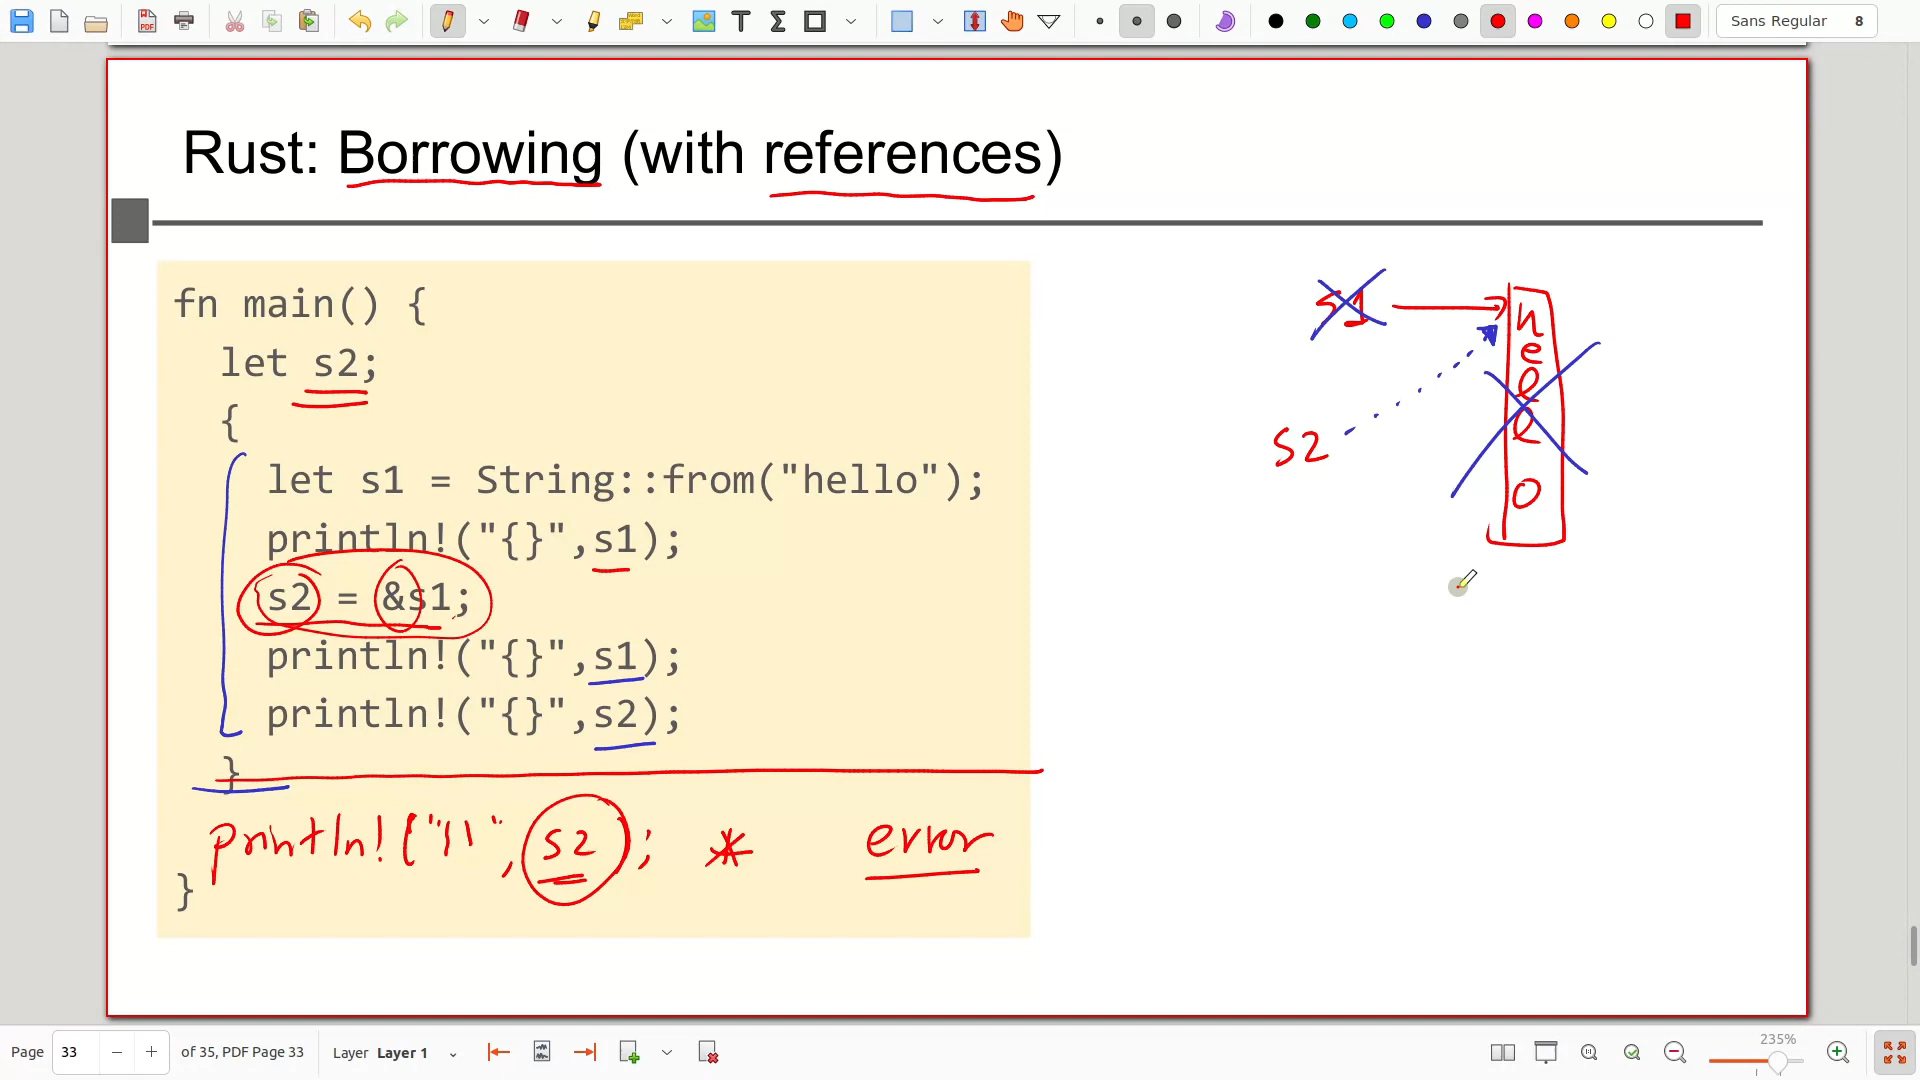 Sans Regular 8
Rust: Borrowing (with references)
fn main() {
let s2;
{
let s1 = String::from("hello");
println!("{}",s1);
s2 = &s1;
println!("{}",s1);
println!("{}",s2);
}
println!("{}", s2); * error
}
s1
s2
hello
Page 33 of 35, PDF Page 33 Layer Layer 1 235%